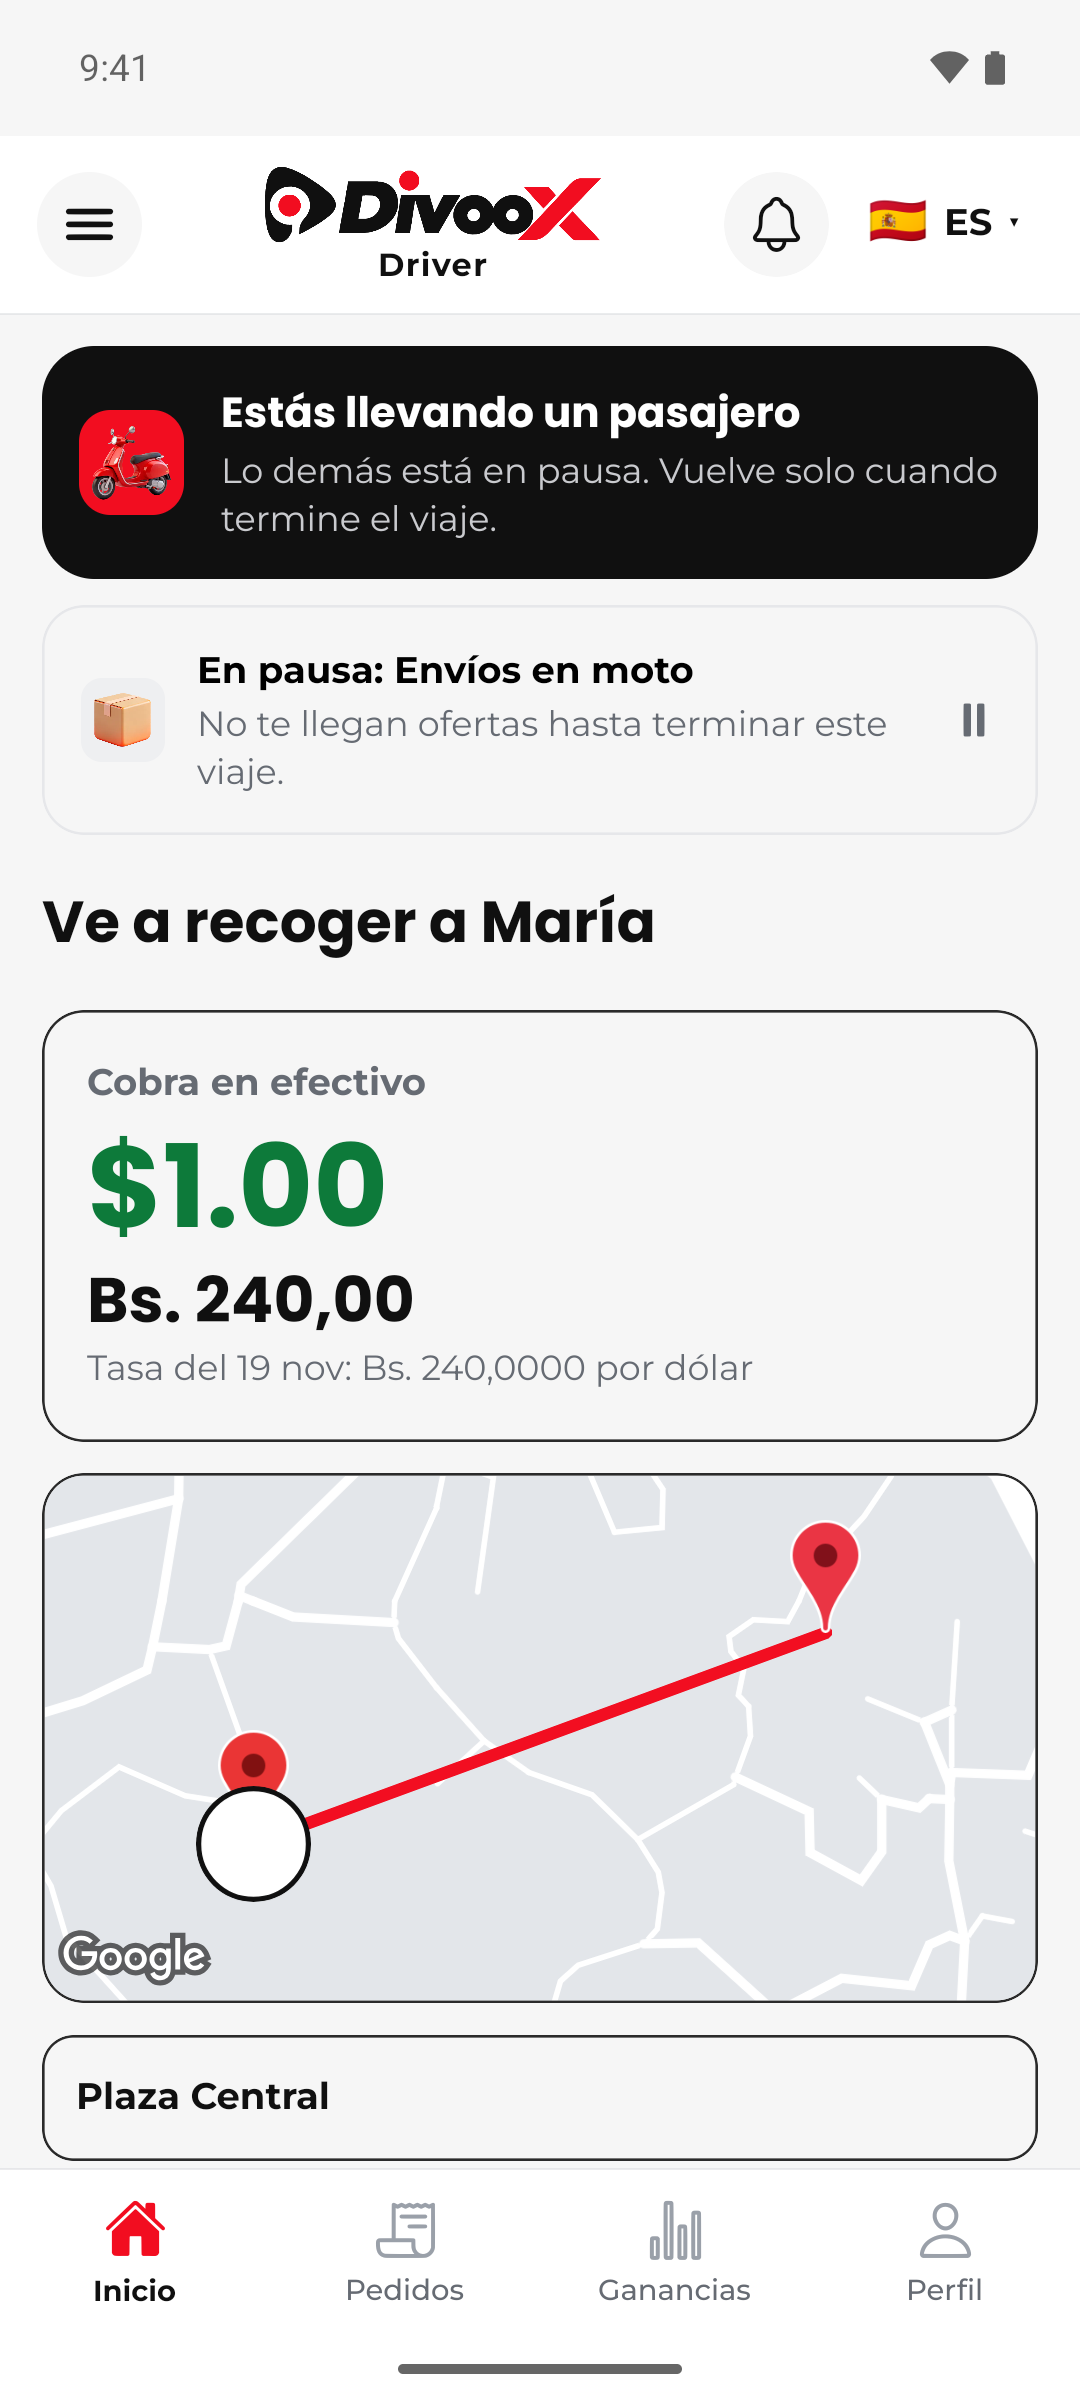 9:41
DivooX
Driver
ES
Estás llevando un pasajero
Lo demás está en pausa. Vuelve solo cuando
termine el viaje.
En pausa: Envíos en moto
No te llegan ofertas hasta terminar este
viaje.
Ve a recoger a María
Cobra en efectivo
$1.00
Bs. 240,00
Tasa del 19 nov: Bs. 240,0000 por dólar
Google
Plaza Central
Inicio
Pedidos
Ganancias
Perfil